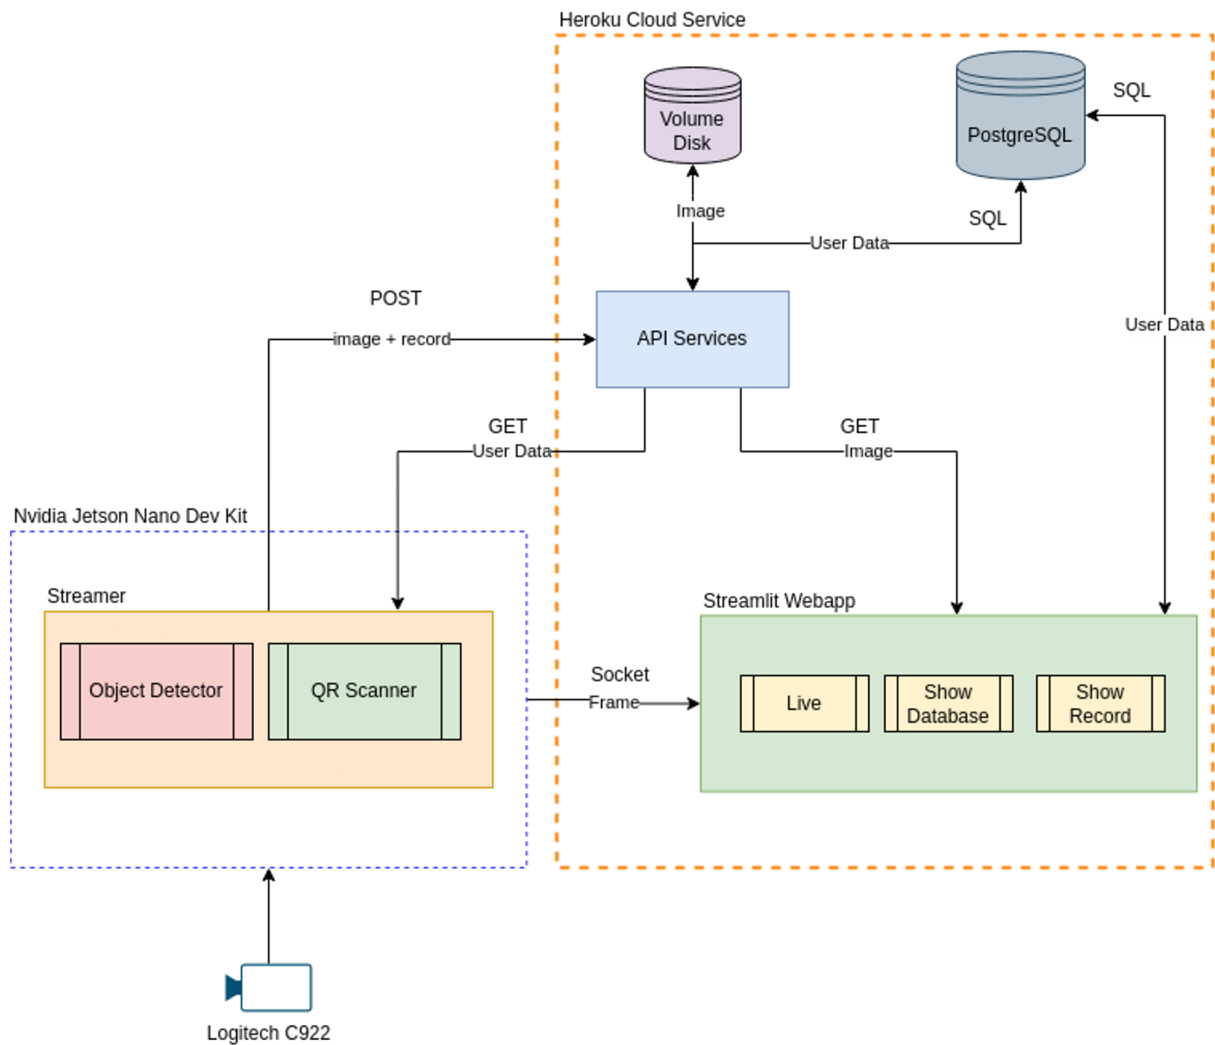 Heroku Cloud Service
Volume
Disk
PostgreSQL
SQL
Image
SQL
User Data
POST
image + record
API Services
User Data
GET
User Data
GET
Image
Nvidia Jetson Nano Dev Kit
Streamer
Object Detector
QR Scanner
Socket
Frame
Streamlit Webapp
Live
Show
Database
Show
Record
Logitech C922